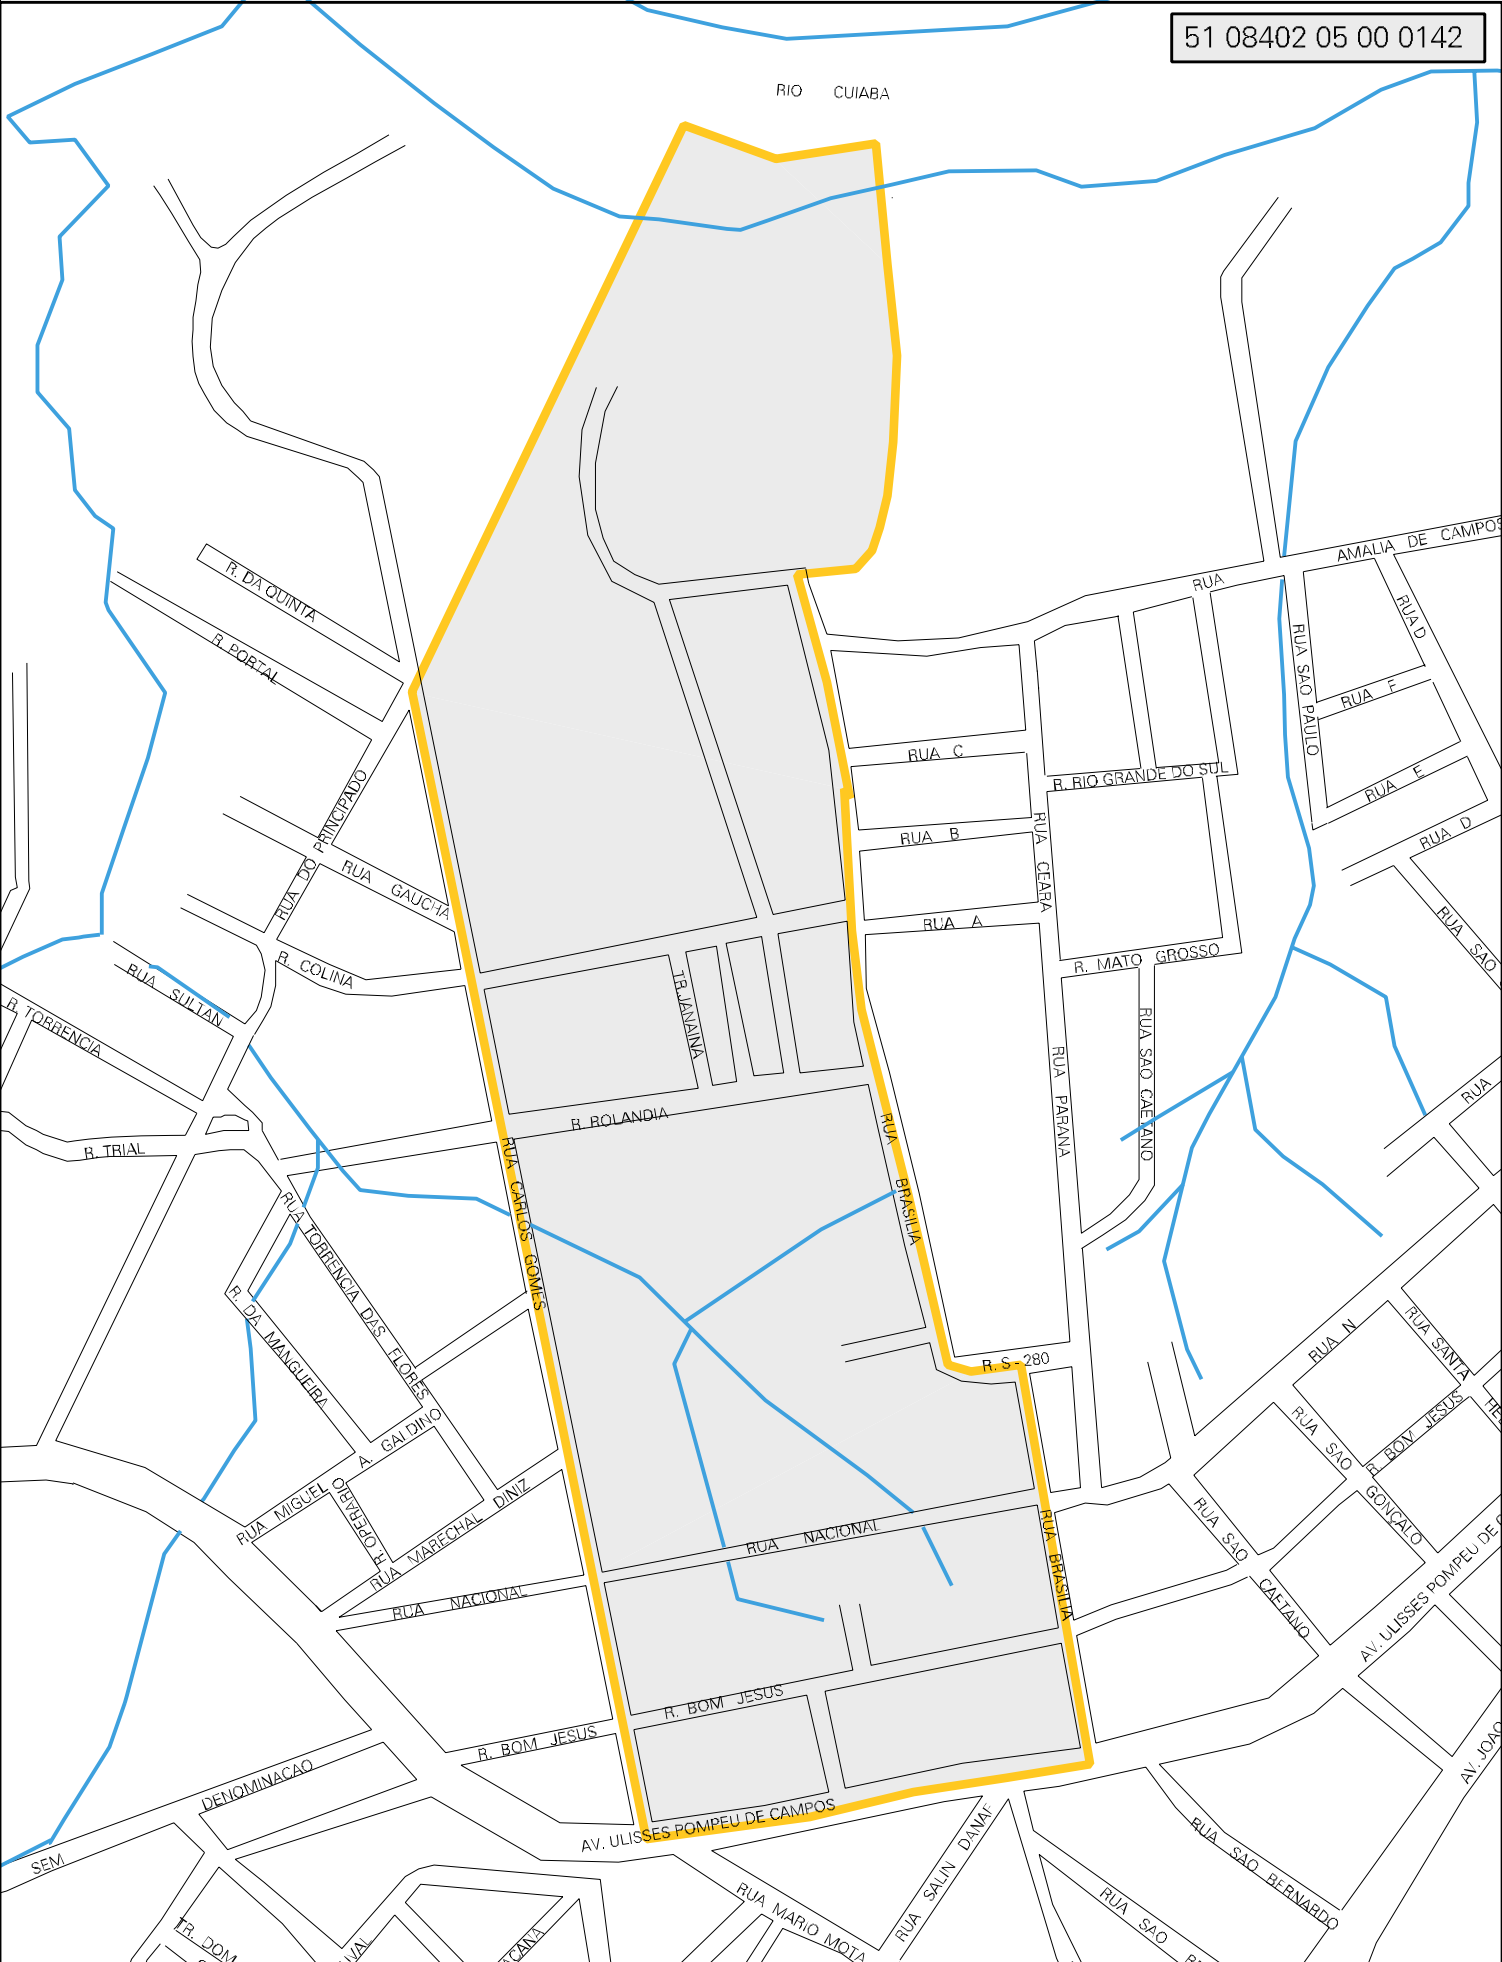 51 08402 05 00 0142
RIO CUIABA
AMALIA DE CAMPOS
RUA
R. DA QUINTA
R. PORTAL
RUA D
RUA SAO PAULO
RUA F
RUA C
R. RIO GRANDE DO SUL
RUA E
RUA DO PRINCIPADO
RUA B
RUA CEARA
RUA D
RUA GAUCHA
RUA A
RUA SAO
R. COLINA
R. MATO GROSSO
RUA SULTAN
TR.JANAINA
R. TORRENCIA
RUA PARANA
RUA SAO CAETANO
RUA
R. ROLANDIA
R. TRIAL
RUA BRASILIA
RUA CARLOS GOMES
RUA TORRENCIA DAS FLORES
R. DA MANGUEIRA
R. S-280
RUA N
RUA SANTA
R. BOM JESUS
RUA SAO GONCALO
RUA MIGUEL A. GALDINO
R. OPERARIO
RUA MARECHAL DINIZ
RUA NACIONAL
RUA NACIONAL
RUA BRASILIA
RUA SAO CAETANO
AV. ULISSES POMPEU DE
R. BOM JESUS
R. BOM JESUS
AV. JOAO
SEM DENOMINACAO
AV. ULISSES POMPEU DE CAMPOS
RUA SALIN DANAF
RUA SAO BERNARDO
RUA MARIO MOTA
RUA SAO
TR. DOM